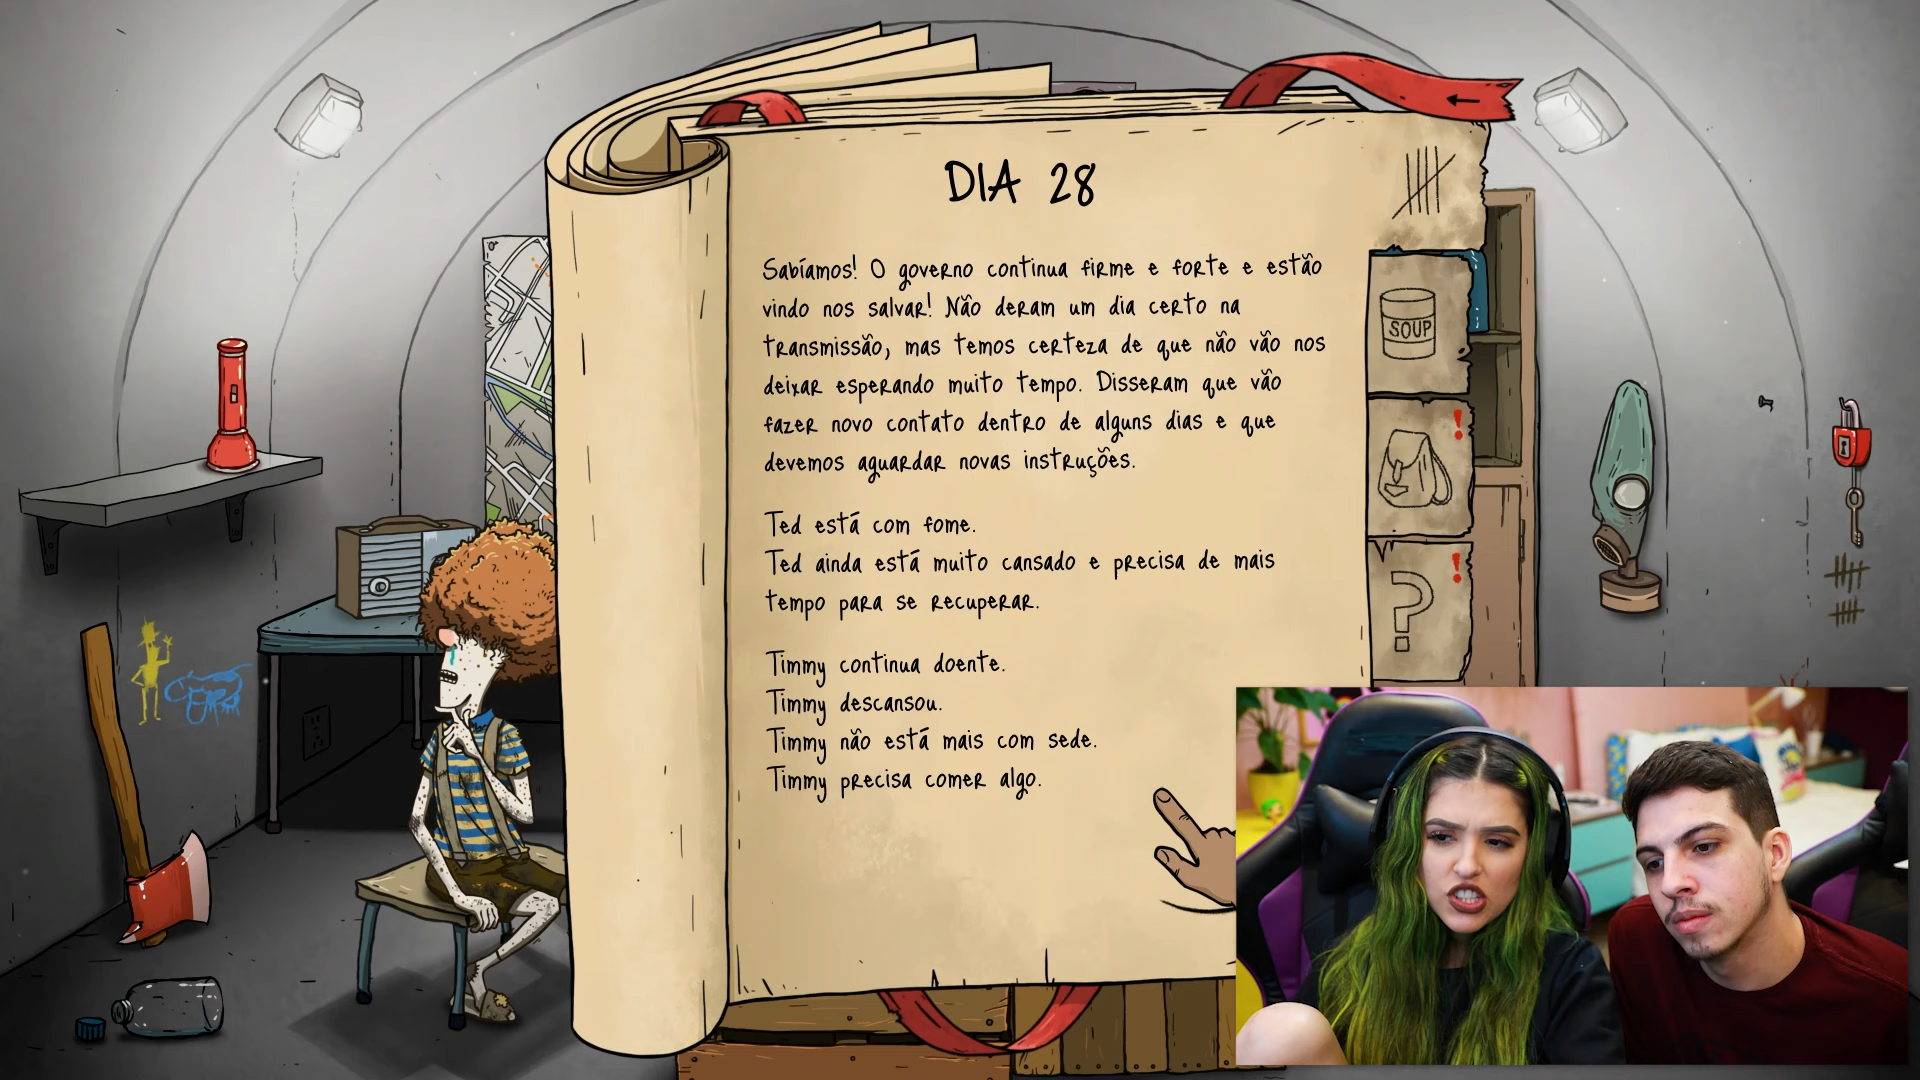 DIA 28
Sabíamos! O governo continua firme e forte e estão
vindo nos salvar! Não deram um dia certo na
transmissão, mas temos certeza de que não vão nos
deixar esperando muito tempo. Disseram que vão
fazer novo contato dentro de alguns dias e que
devemos aguardar novas instruções.
Ted está com fome.
Ted ainda está muito cansado e precisa de mais
tempo para se recuperar.
Timmy continua doente.
Timmy descansou.
Timmy não está mais com sede.
Timmy precisa comer algo.
SOUP
!
?
!